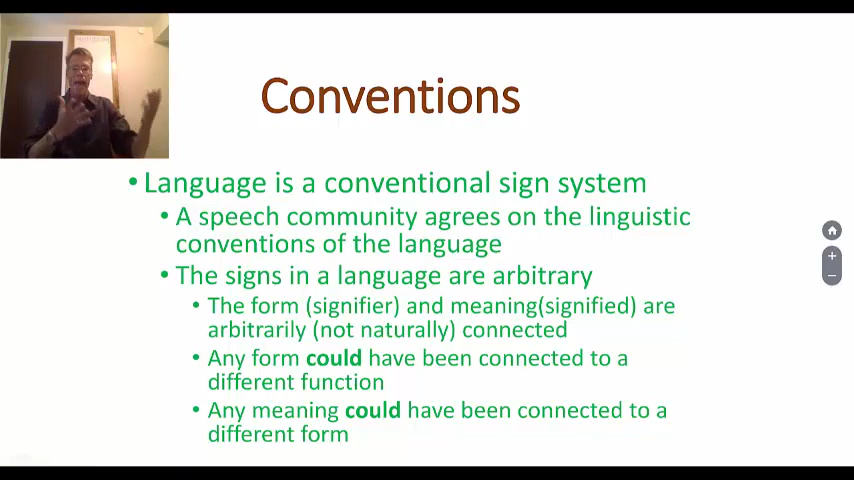 Conventions
• Language is a conventional sign system
• A speech community agrees on the linguistic
conventions of the language
• The signs in a language are arbitrary
• The form (signifier) and meaning(signified) are
arbitrarily (not naturally) connected
• Any form could have been connected to a
different function
• Any meaning could have been connected to a
different form